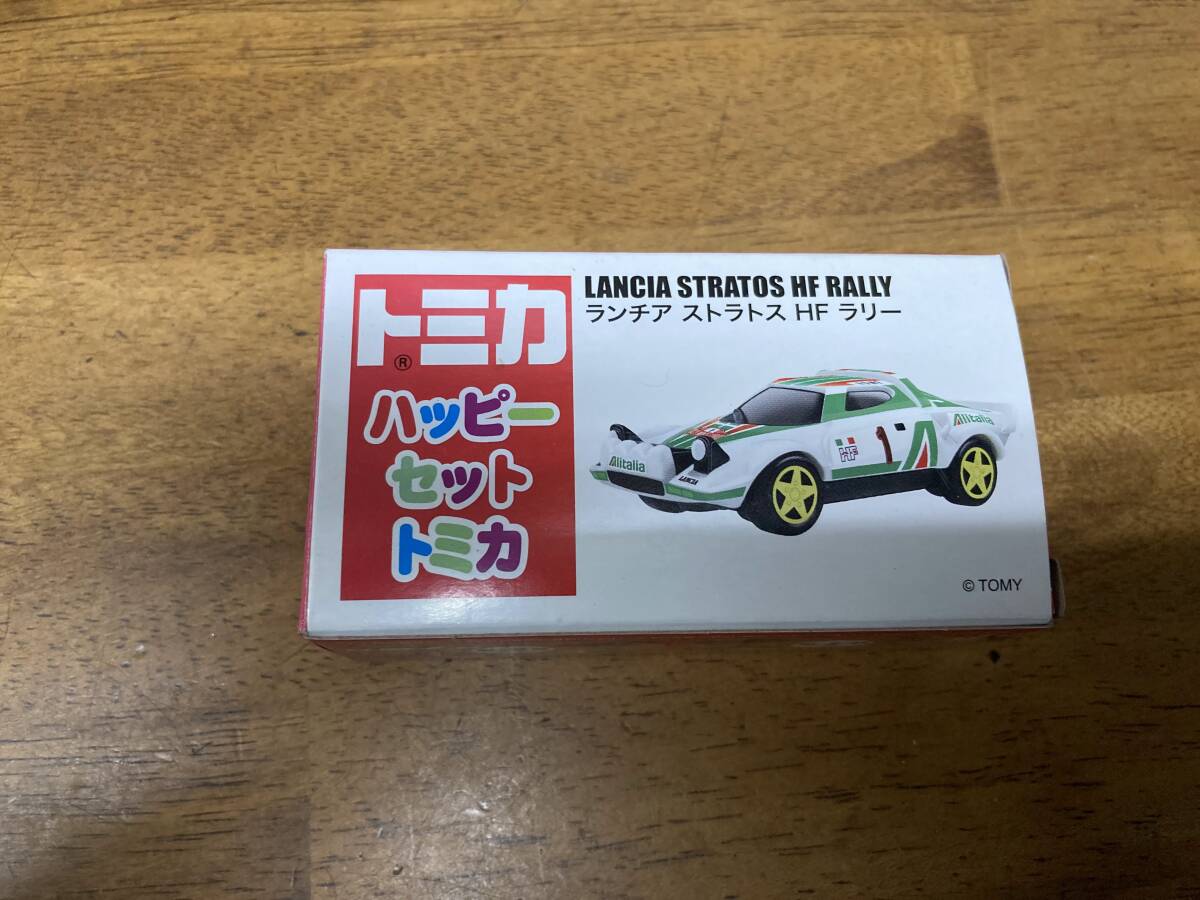 トミカ
®
ハッピー
セット
トミカ
LANCIA STRATOS HF RALLY
ランチア ストラトス HF ラリー
Alitalia
LANCIA
HF
1
Alitalia
© TOMY